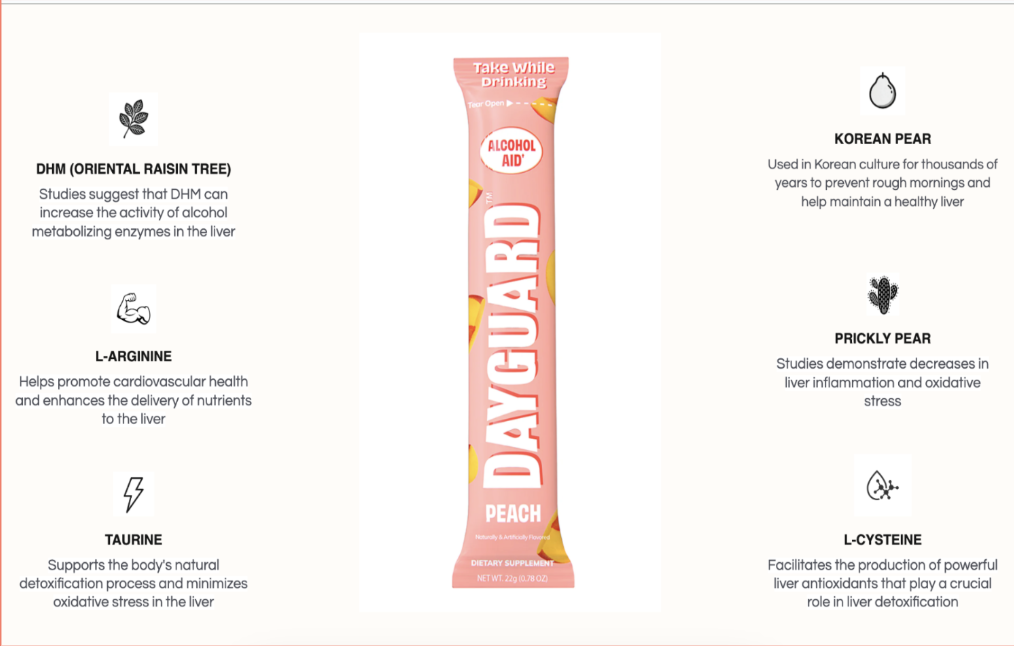 DHM (ORIENTAL RAISIN TREE)
Studies suggest that DHM can
increase the activity of alcohol
metabolizing enzymes in the liver
L-ARGININE
Helps promote cardiovascular health
and enhances the delivery of nutrients
to the liver
TAURINE
Supports the body's natural
detoxification process and minimizes
oxidative stress in the liver
Take While
Drinking
Tear Open
ALCOHOL
AID'
DAYGUARD™
PEACH
Naturally & Artificially Flavored
DIETARY SUPPLEMENT
NET WT. 22g (0.78 OZ)
KOREAN PEAR
Used in Korean culture for thousands of
years to prevent rough mornings and
help maintain a healthy liver
PRICKLY PEAR
Studies demonstrate decreases in
liver inflammation and oxidative
stress
L-CYSTEINE
Facilitates the production of powerful
liver antioxidants that play a crucial
role in liver detoxification